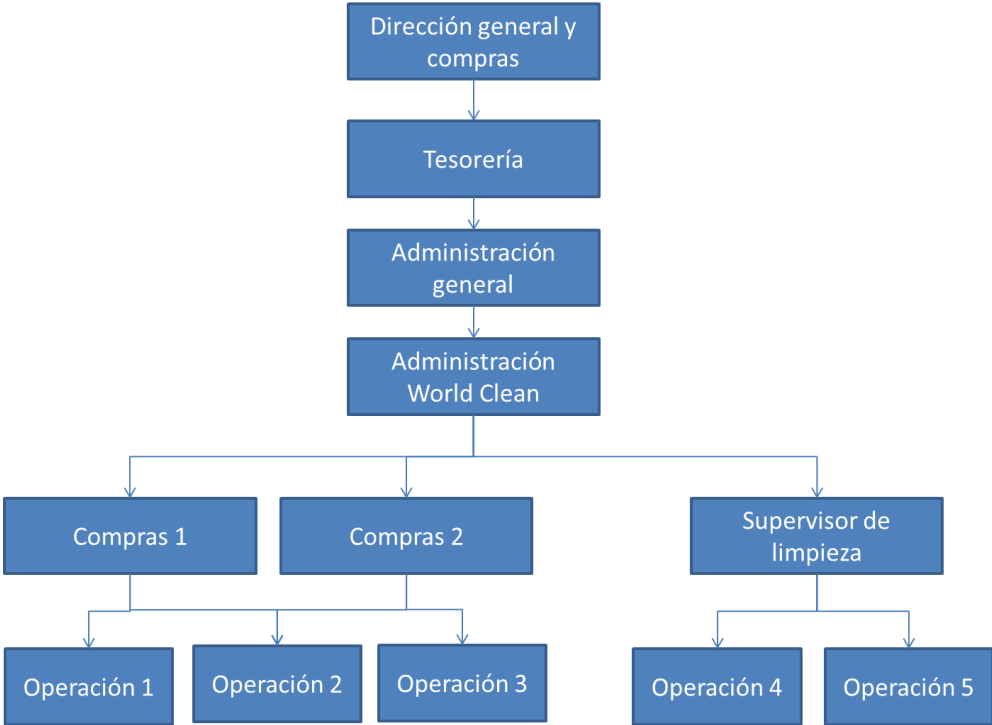 Dirección general y
compras
Tesorería
Administración
general
Administración
World Clean
Compras 1
Compras 2
Supervisor de
limpieza
Operación 1
Operación 2
Operación 3
Operación 4
Operación 5